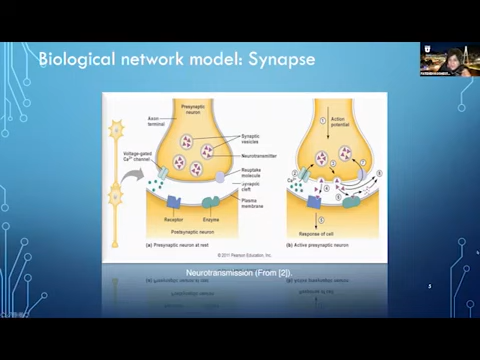 Biological network model: Synapse
Presynaptic
neuron
Axon
terminal
Action
potential
Synaptic
vesicles
Voltage-gated
Ca²⁺ channel
Neurotransmitter
Reuptake
molecule
Ca²⁺
Synaptic
cleft
Plasma
membrane
Receptor
Enzyme
Postsynaptic neuron
Response of cell
(a) Presynaptic neuron at rest
(b) Active presynaptic neuron
© 2011 Pearson Education, Inc.
Neurotransmission (From [2]).
5